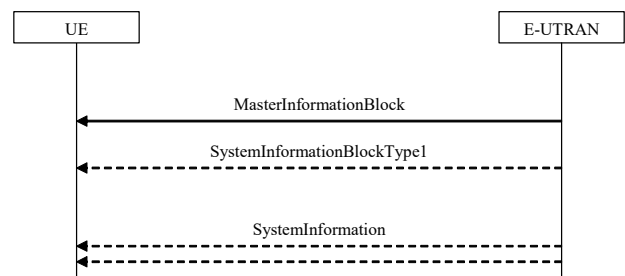 UE
E-UTRAN
MasterInformationBlock
SystemInformationBlockType1
SystemInformation